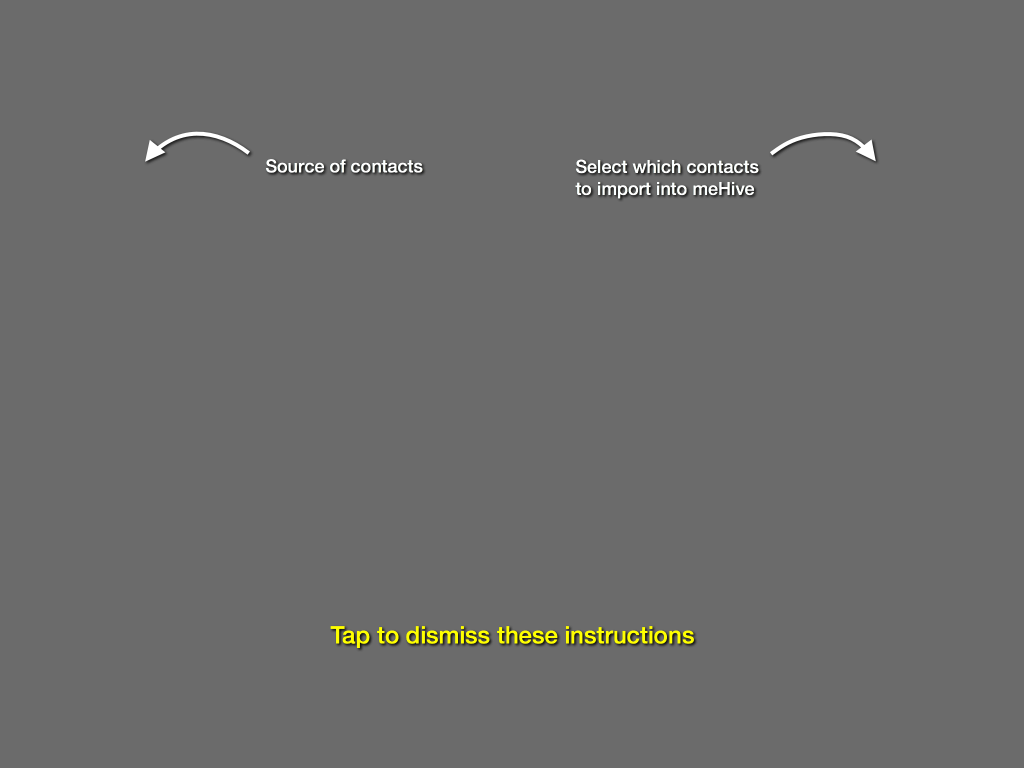 Source of contacts
Select which contacts
to import into meHive
Tap to dismiss these instructions